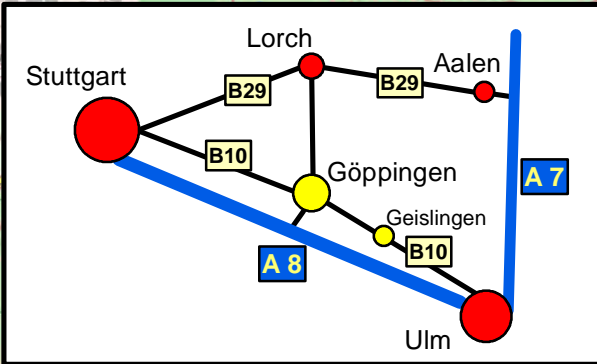 Lorch
Stuttgart
Aalen
B29
B29
B10
Göppingen
A 7
Geislingen
B10
A 8
Ulm